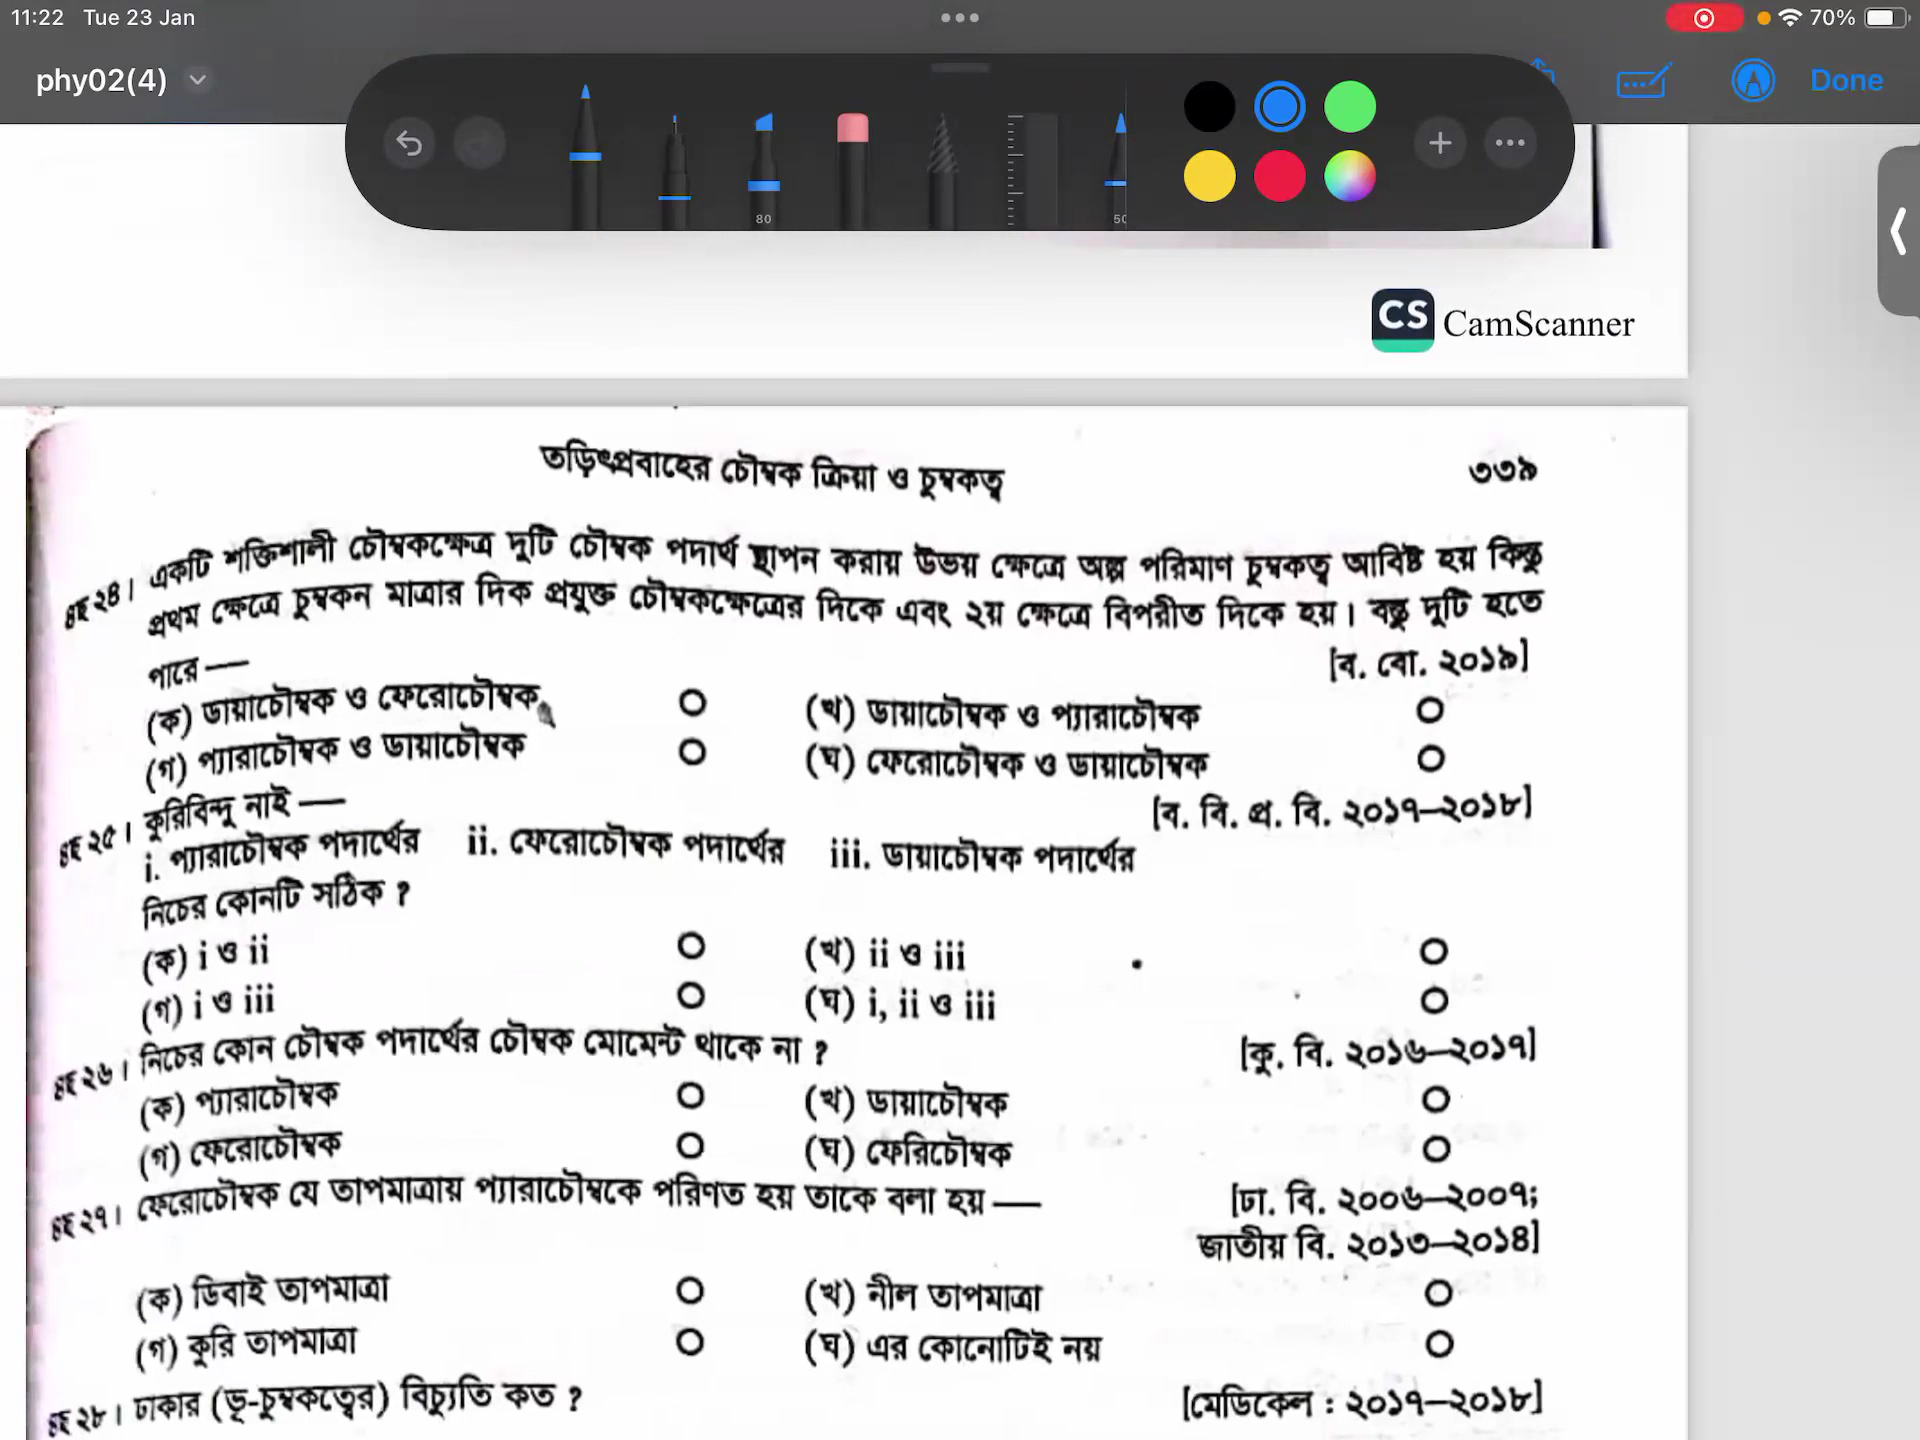 11:22 Tue 23 Jan
70%
phy02(4)
Done
80
50
CS CamScanner
তড়িৎপ্রবাহের চৌম্বক ক্রিয়া ও চুম্বকত্ব ৩৩৯
২৪। একটি শক্তিশালী চৌম্বকক্ষেত্র দুটি চৌম্বক পদার্থ স্থাপন করায় উভয় ক্ষেত্রে অল্প পরিমাণ চুম্বকত্ব আবিষ্ট হয় কিন্তু
প্রথম ক্ষেত্রে চুম্বকন মাত্রার দিক প্রযুক্ত চৌম্বকক্ষেত্রের দিকে এবং ২য় ক্ষেত্রে বিপরীত দিকে হয়। বস্তু দুটি হতে
পারে — [ব. বো. ২০১৯]
(ক) ডায়াচৌম্বক ও ফেরোচৌম্বক (খ) ডায়াচৌম্বক ও প্যারাচৌম্বক
(গ) প্যারাচৌম্বক ও ডায়াচৌম্বক (ঘ) ফেরোচৌম্বক ও ডায়াচৌম্বক
২৫। কুরিবিন্দু নাই — [ব. বি. প্র. বি. ২০১৭–২০১৮]
i. প্যারাচৌম্বক পদার্থের ii. ফেরোচৌম্বক পদার্থের iii. ডায়াচৌম্বক পদার্থের
নিচের কোনটি সঠিক ?
(ক) i ও ii (খ) ii ও iii
(গ) i ও iii (ঘ) i, ii ও iii
২৬। নিচের কোন চৌম্বক পদার্থের চৌম্বক মোমেন্ট থাকে না ? [কু. বি. ২০১৬–২০১৭]
(ক) প্যারাচৌম্বক (খ) ডায়াচৌম্বক
(গ) ফেরোচৌম্বক (ঘ) ফেরিচৌম্বক
২৭। ফেরোচৌম্বক যে তাপমাত্রায় প্যারাচৌম্বকে পরিণত হয় তাকে বলা হয় — [ঢা. বি. ২০০৬–২০০৭;
জাতীয় বি. ২০১৩–২০১৪]
(ক) ডিবাই তাপমাত্রা (খ) নীল তাপমাত্রা
(গ) কুরি তাপমাত্রা (ঘ) এর কোনোটিই নয়
২৮। ঢাকার (ভূ-চুম্বকত্বের) বিচ্যুতি কত ? [মেডিকেল : ২০১৭–২০১৮]